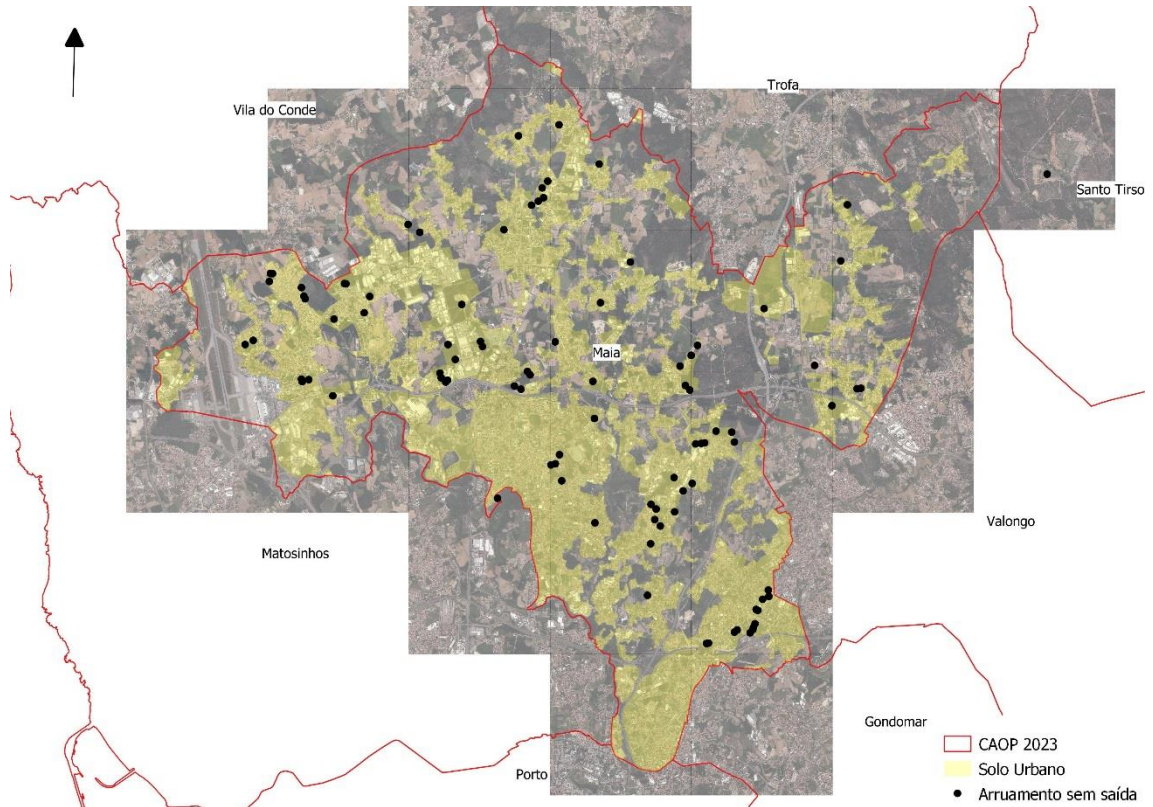 Trofa
Vila do Conde
Santo Tirso
Maia
Valongo
Matosinhos
Gondomar
Porto
CAOP 2023
Solo Urbano
Arruamento sem saída